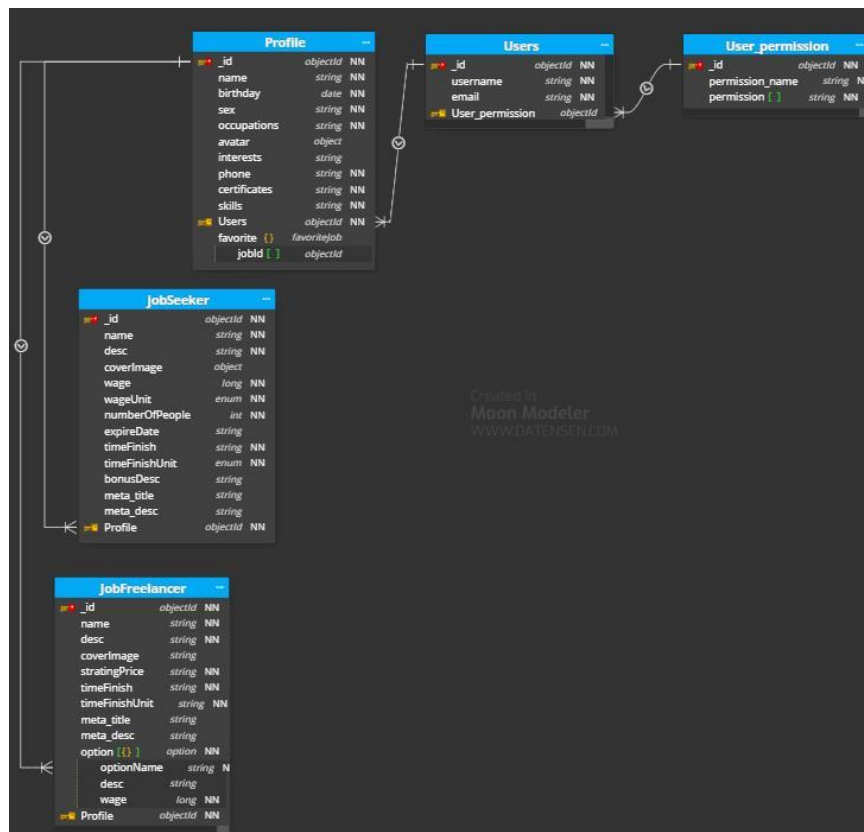 Profile
_id objectId NN
name string NN
birthday date NN
sex string NN
occupations string NN
avatar object
interests string
phone string NN
certificates string NN
skills string NN
Users objectId NN
favorite {} favoriteJob
jobId [ ] objectId
Users
_id objectId NN
username string NN
email string NN
User_permission objectId
User_permission
_id objectId NN
permission_name string N
permission [ ] string NN
jobSeeker
_id objectId NN
name string NN
desc string NN
coverImage object
wage long NN
wageUnit enum NN
numberOfPeople int NN
expireDate string
timeFinish string NN
timeFinishUnit enum NN
bonusDesc string
meta_title string
meta_desc string
Profile objectId NN
Created in
Moon Modeler
WWW.DATENSEN.COM
JobFreelancer
_id objectId NN
name string NN
desc string NN
coverImage string
stratingPrice string NN
timeFinish string NN
timeFinishUnit string NN
meta_title string
meta_desc string
option [{} ] option NN
optionName string N
desc string
wage long NN
Profile objectId NN